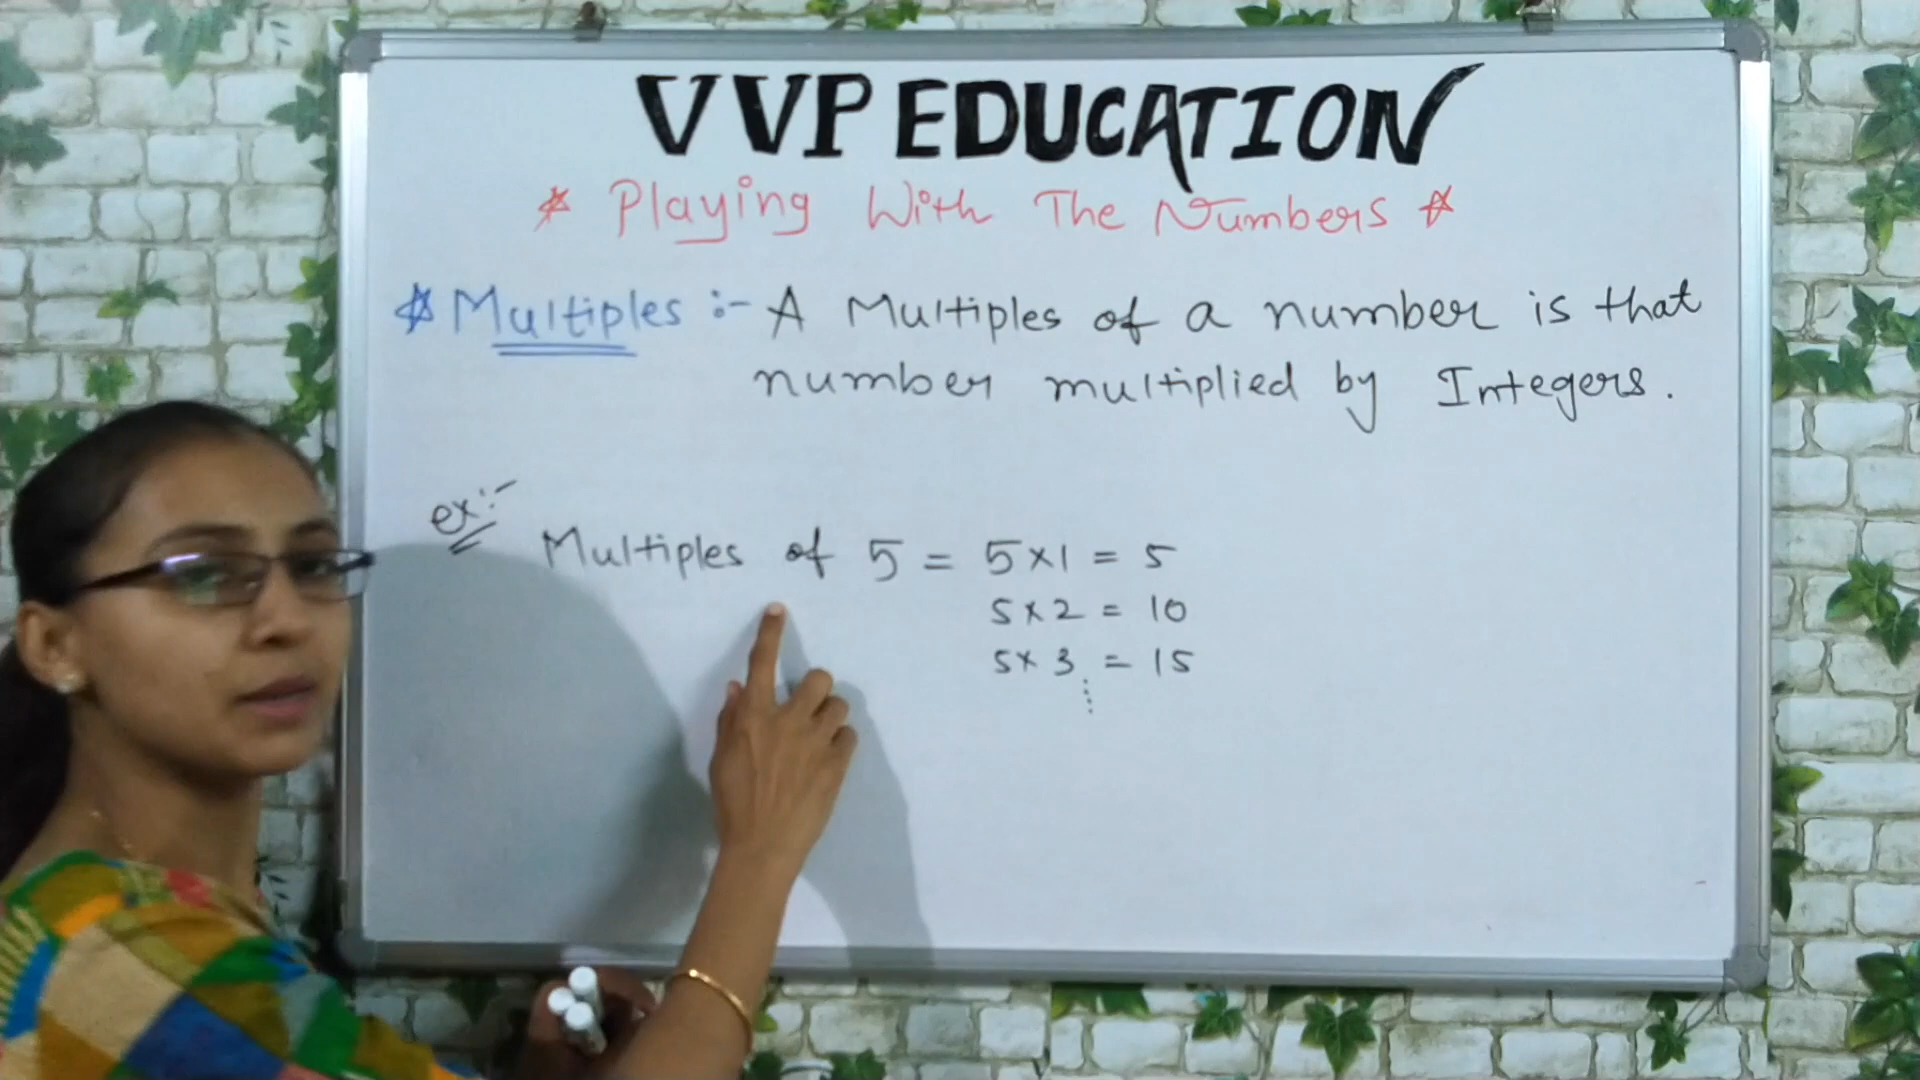 VVP EDUCATION
* Playing With The Numbers *
* Multiples :- A Multiples of a number is that
number multiplied by Integers.
ex:-
Multiples of 5 = 5×1 = 5
5×2 = 10
5×3 = 15